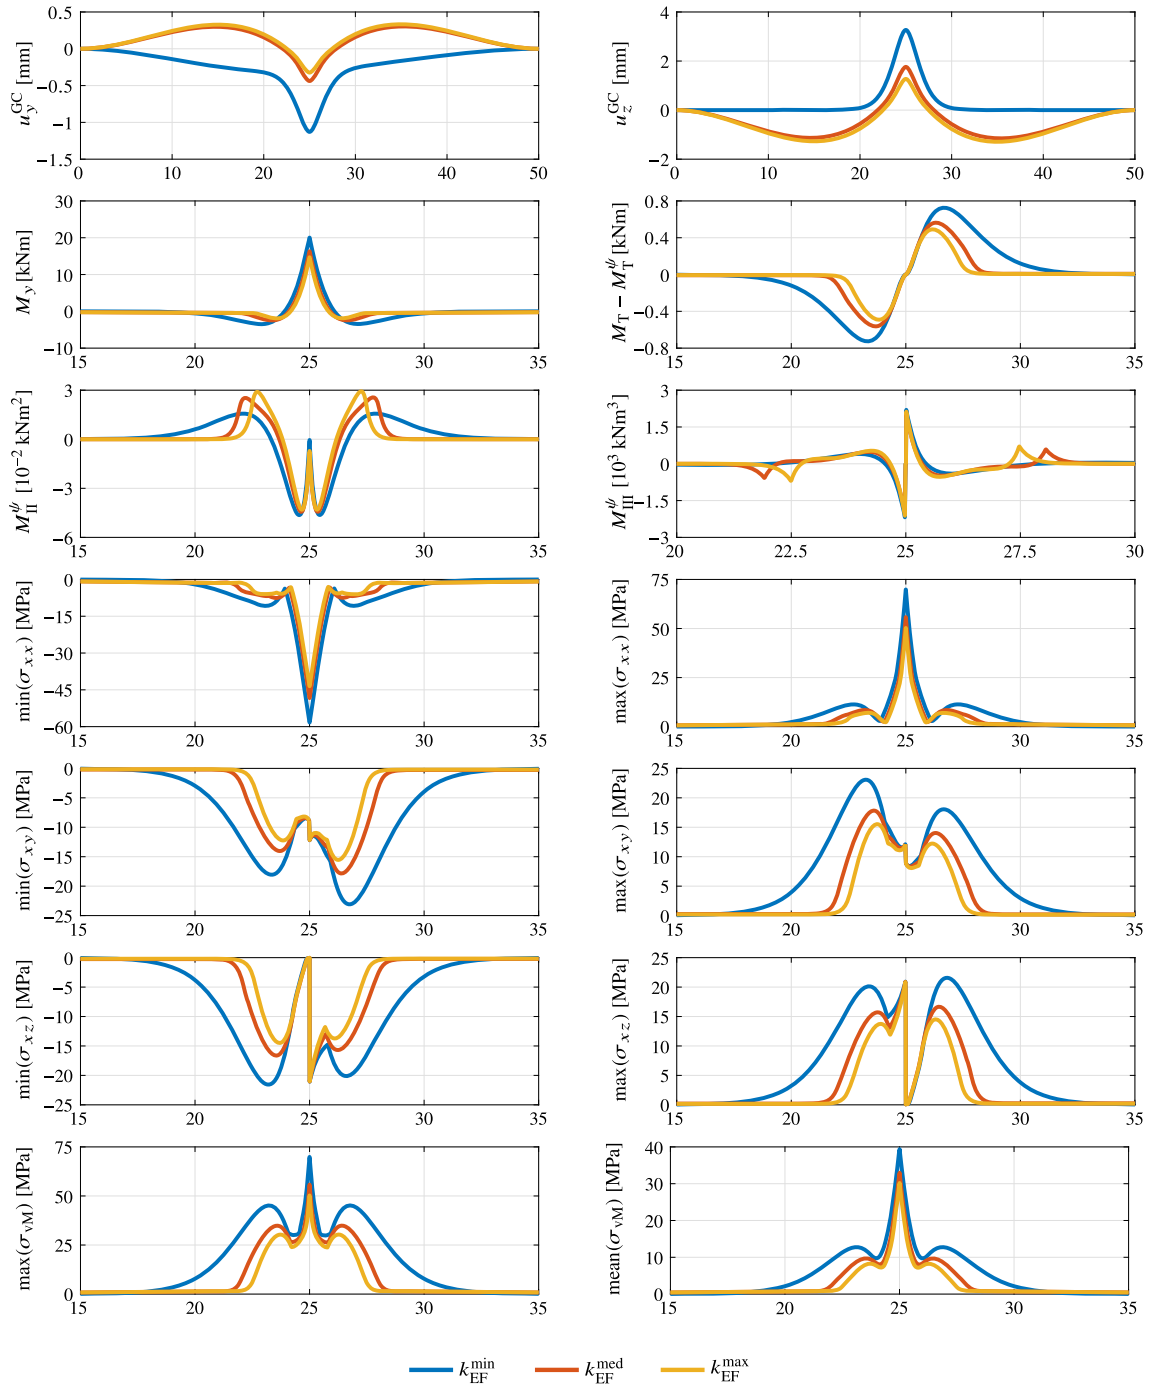 0.5
0
−0.5
−1
−1.5
u_y^GC [mm]
0 10 20 30 40 50
4
2
0
−2
u_z^GC [mm]
0 10 20 30 40 50
30
20
10
0
−10
M_y [kNm]
15 20 25 30 35
0.8
0.4
0
−0.4
−0.8
M_T − M_T^ψ [kNm]
15 20 25 30 35
3
0
−3
−6
M_II^ψ [10^−2 kNm^2]
15 20 25 30 35
3
1.5
0
−1.5
−3
M_III^ψ [10^3 kNm^3]
20 22.5 25 27.5 30
0
−15
−30
−45
−60
min(σ_xx) [MPa]
15 20 25 30 35
75
50
25
0
max(σ_xx) [MPa]
15 20 25 30 35
0
−5
−10
−15
−20
−25
min(σ_xy) [MPa]
15 20 25 30 35
25
20
15
10
5
0
max(σ_xy) [MPa]
15 20 25 30 35
0
−5
−10
−15
−20
−25
min(σ_xz) [MPa]
15 20 25 30 35
25
20
15
10
5
0
max(σ_xz) [MPa]
15 20 25 30 35
75
50
25
0
max(σ_vM) [MPa]
15 20 25 30 35
40
30
20
10
0
mean(σ_vM) [MPa]
15 20 25 30 35
k_EF^min k_EF^med k_EF^max